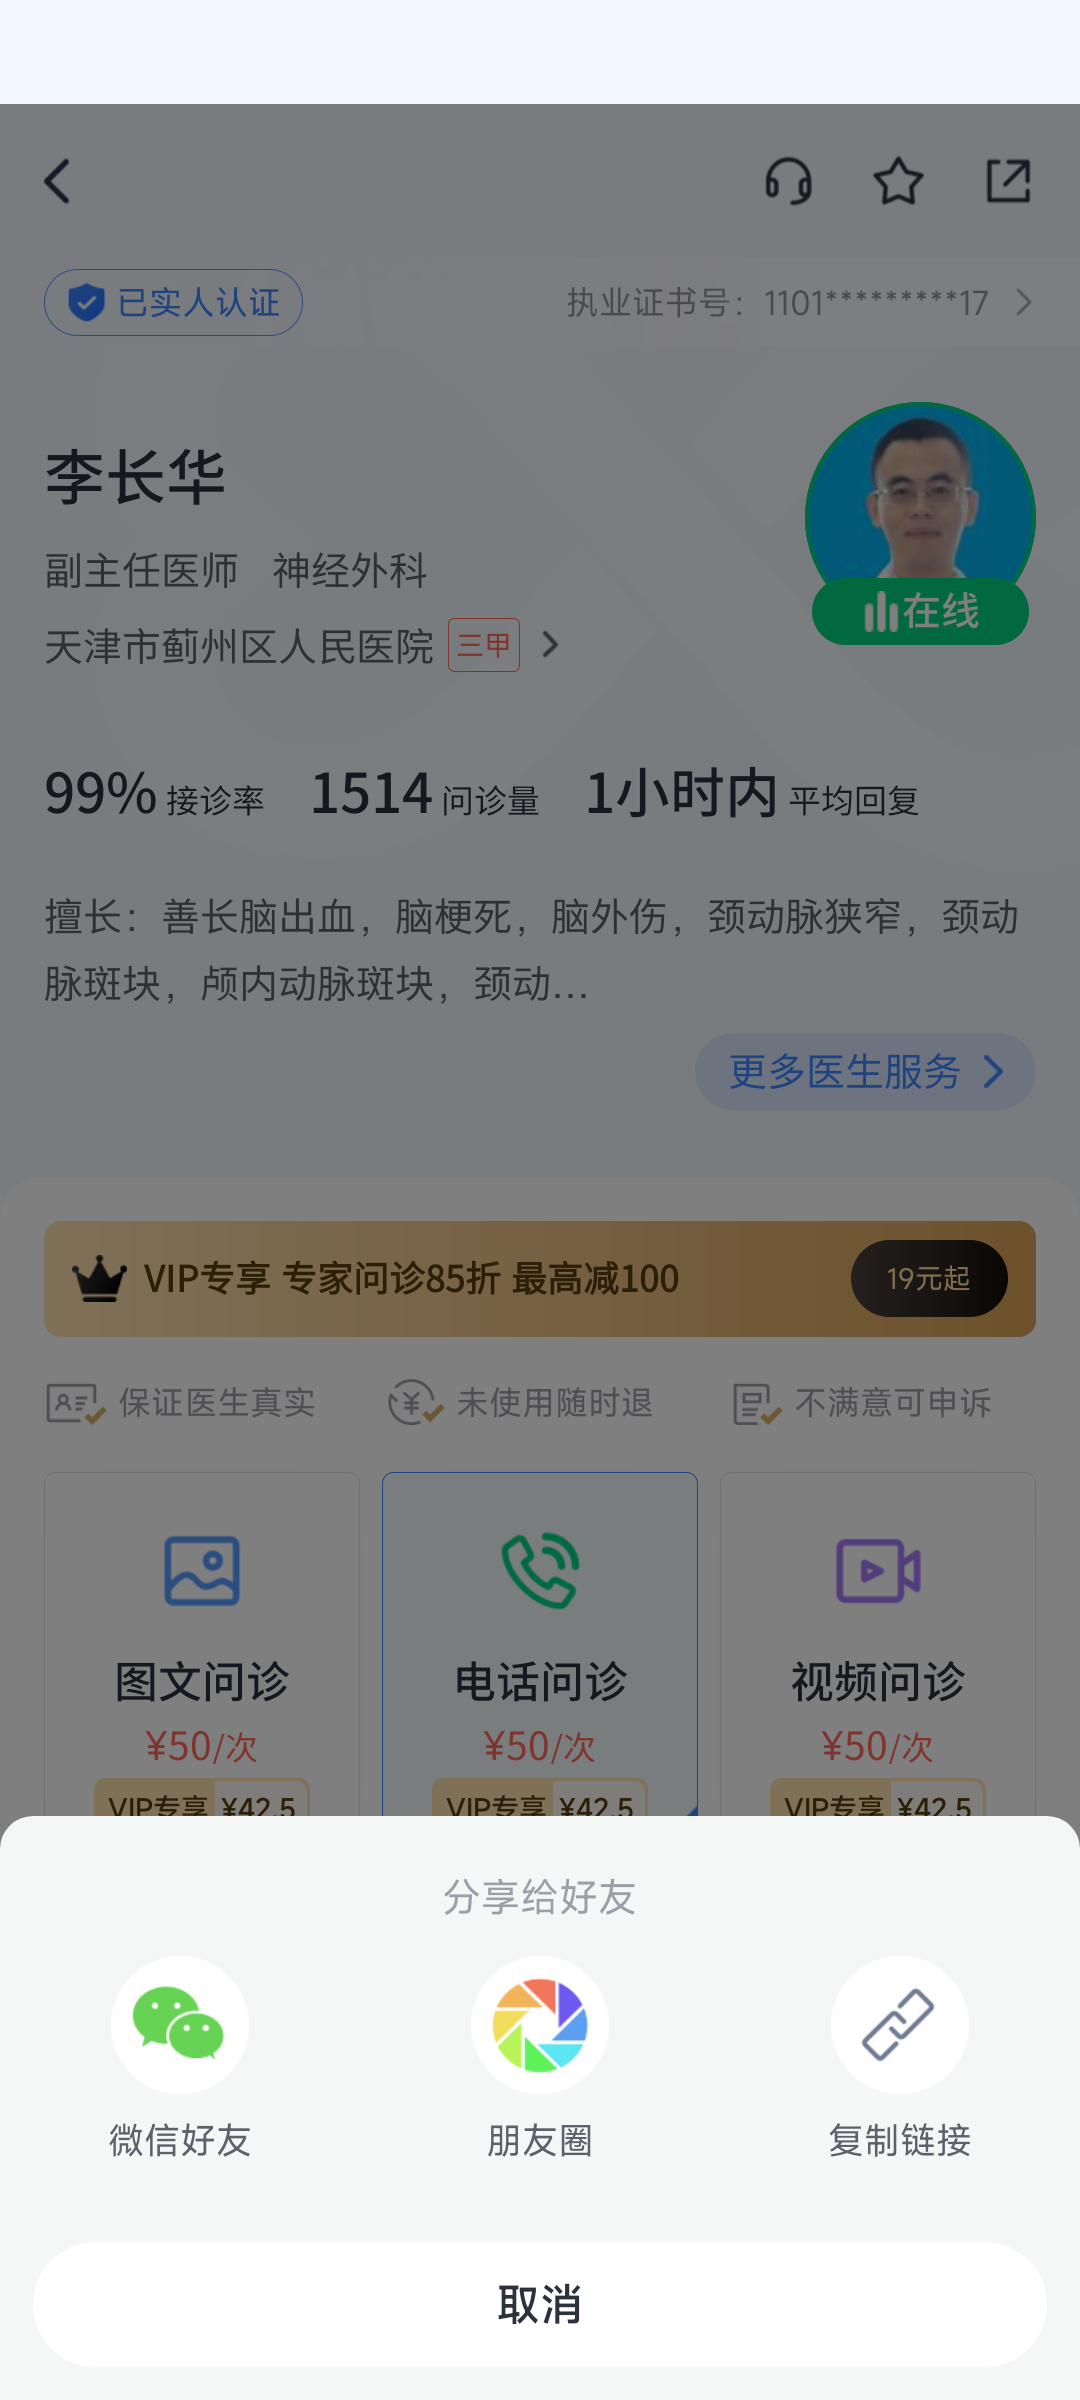 已实人认证
执业证书号：1101*********17
李长华
副主任医师 神经外科
在线
天津市蓟州区人民医院 三甲
99% 接诊率 1514 问诊量 1小时内 平均回复
擅长：善长脑出血，脑梗死，脑外伤，颈动脉狭窄，颈动
脉斑块，颅内动脉斑块，颈动...
更多医生服务
VIP专享 专家问诊85折 最高减100
19元起
保证医生真实 未使用随时退 不满意可申诉
图文问诊 电话问诊 视频问诊
¥50/次 ¥50/次 ¥50/次
VIP专享 ¥42.5 VIP专享 ¥42.5 VIP专享 ¥42.5
分享给好友
微信好友 朋友圈 复制链接
取消